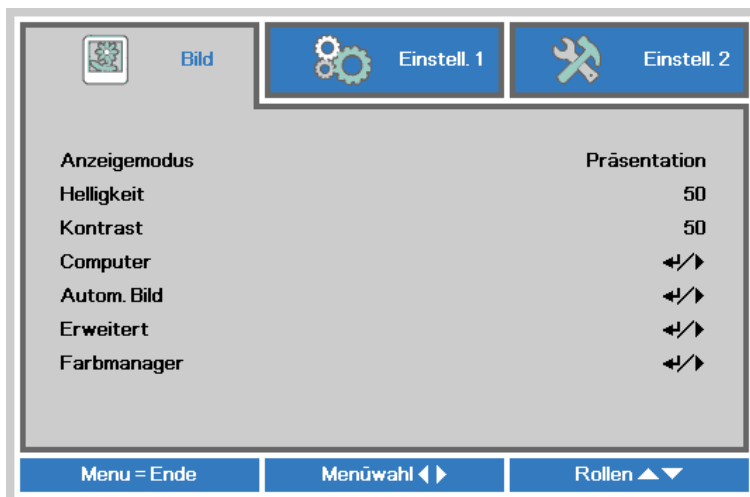 Bild Einstell. 1 Einstell. 2
Anzeigemodus Präsentation
Helligkeit 50
Kontrast 50
Computer ↵/▶
Autom. Bild ↵/▶
Erweitert ↵/▶
Farbmanager ↵/▶
Menu = Ende Menüwahl ◀▶ Rollen ▲▼